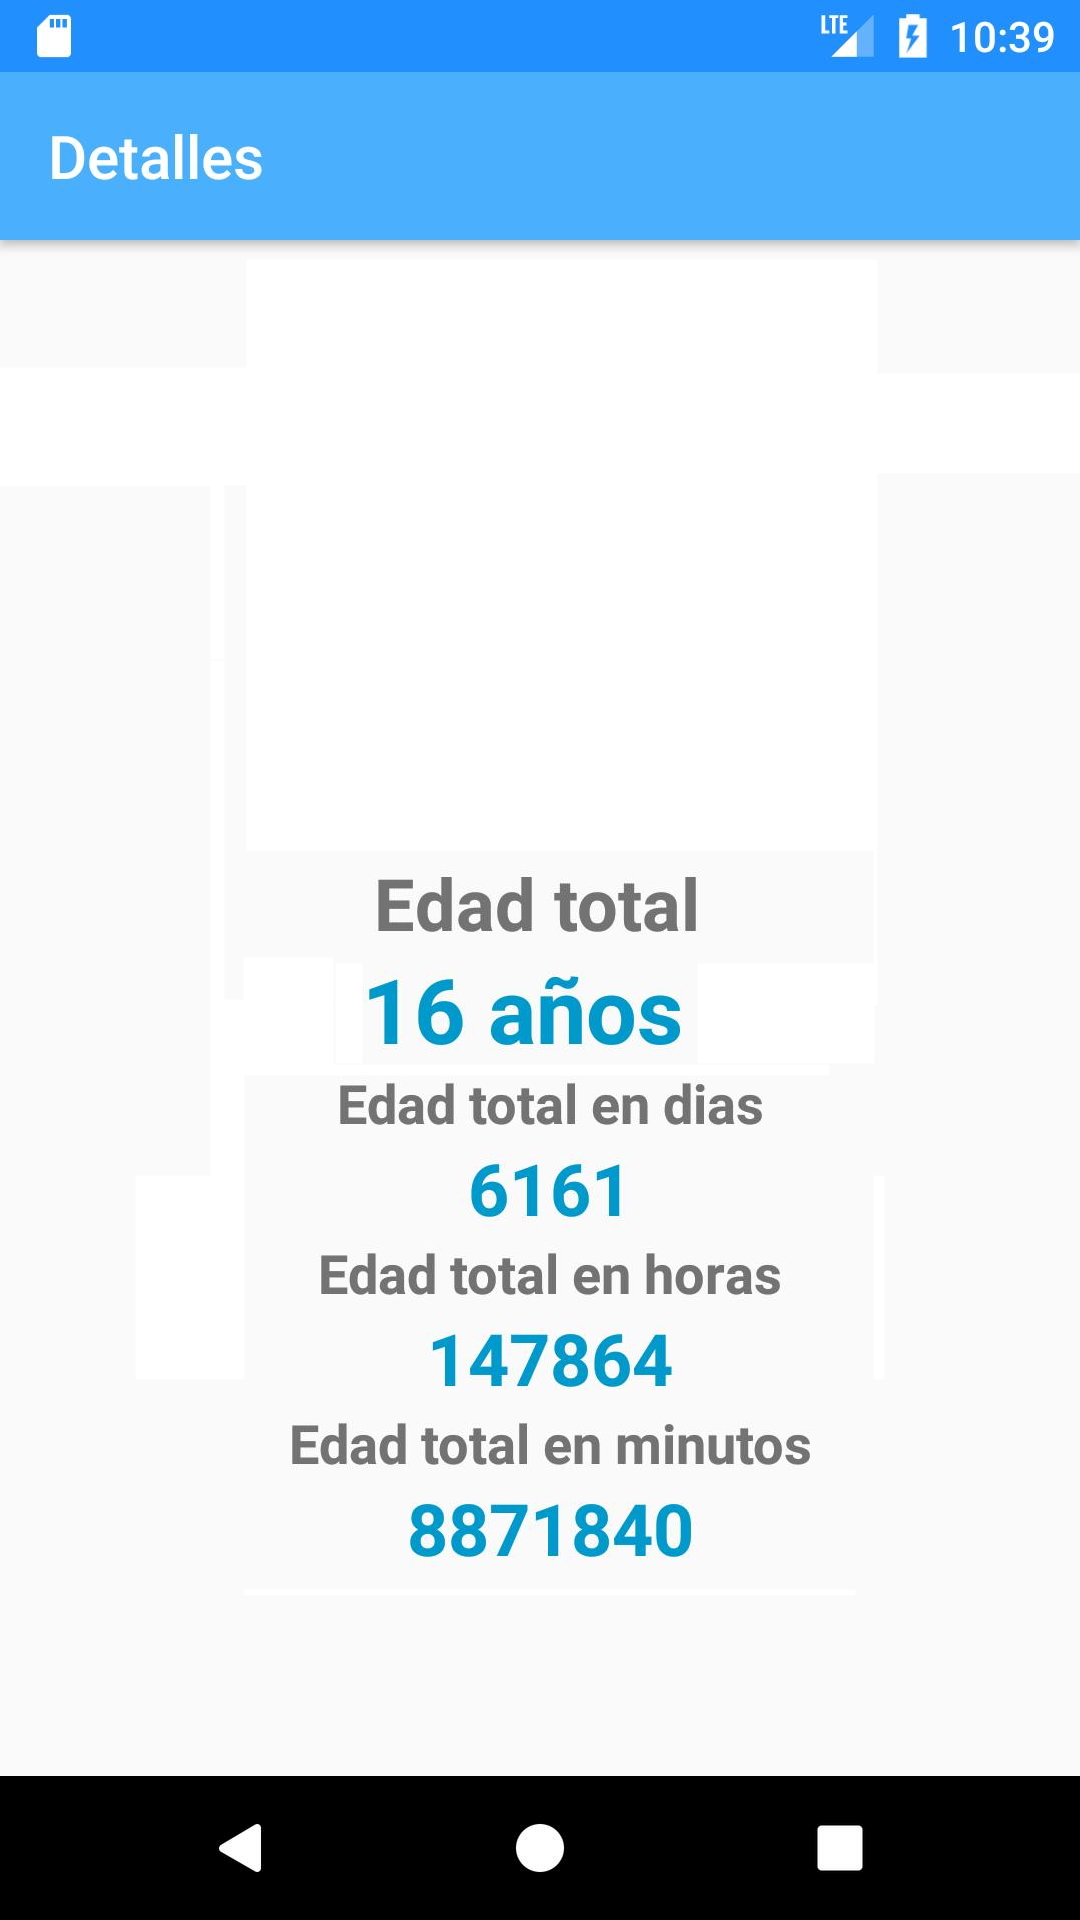 LTE 10:39
Detalles
Edad total
16 años
Edad total en dias
6161
Edad total en horas
147864
Edad total en minutos
8871840